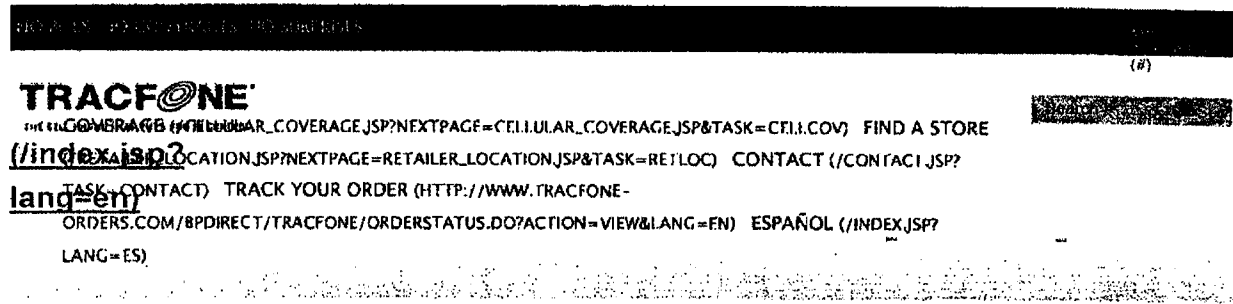 (#)
TRACFONE
COVERAGE (/CELLULAR_COVERAGE.JSP?NEXTPAGE=CELLULAR_COVERAGE.JSP&TASK=CELLCOV) FIND A STORE
(/index.jsp?
LOCATION.JSP?NEXTPAGE=RETAILER_LOCATION.JSP&TASK=RETLOC) CONTACT (/CONTACT.JSP?
lang=en)
TASK=CONTACT) TRACK YOUR ORDER (HTTP://WWW.TRACFONE-
ORDERS.COM/BPDIRECT/TRACFONE/ORDERSTATUS.DO?ACTION=VIEW&LANG=EN) ESPAÑOL (/INDEX.JSP?
LANG=ES)